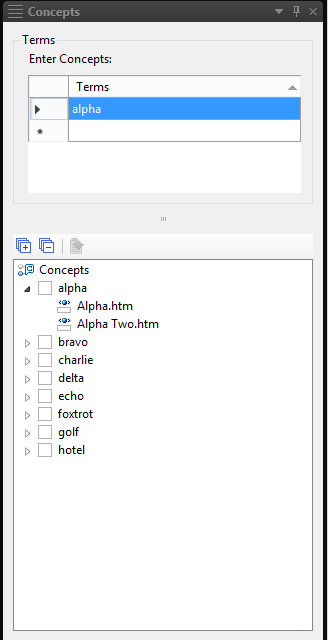 Concepts
Terms
Enter Concepts:
Terms
alpha
*
Concepts
alpha
Alpha.htm
Alpha Two.htm
bravo
charlie
delta
echo
foxtrot
golf
hotel